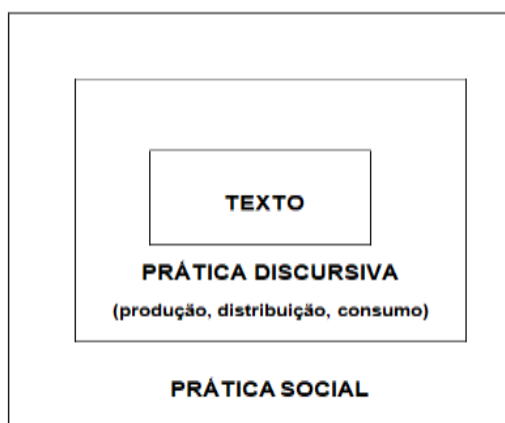 TEXTO
PRÁTICA DISCURSIVA
(produção, distribuição, consumo)
PRÁTICA SOCIAL